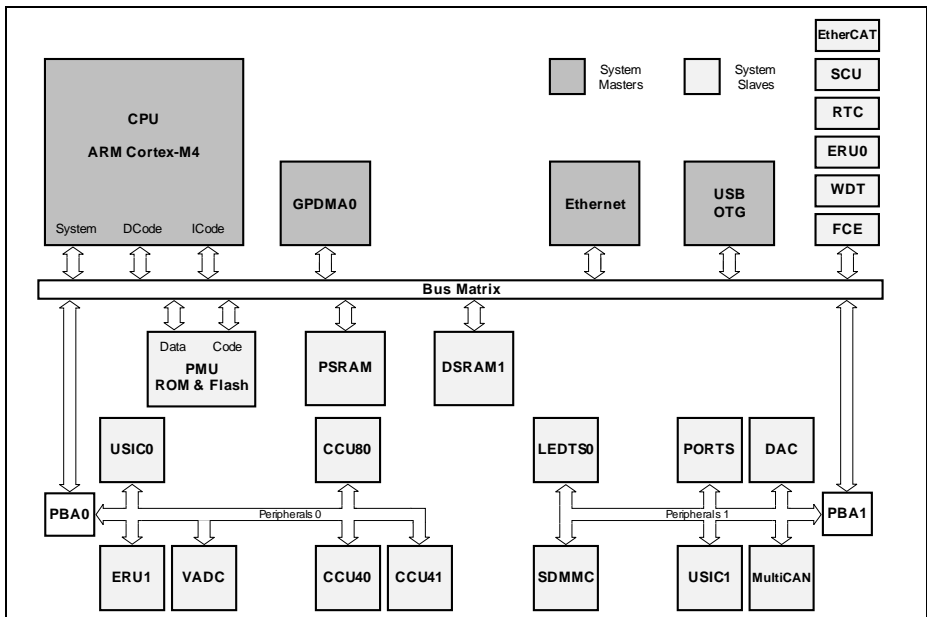 EtherCAT
System
Masters
System
Slaves
SCU
CPU
ARM Cortex-M4
RTC
ERU0
GPDMA0
Ethernet
USB
OTG
WDT
System DCode ICode
FCE
Bus Matrix
Data Code
PMU
ROM & Flash
PSRAM
DSRAM1
USIC0
CCU80
LEDTS0
PORTS
DAC
PBA0
Peripherals 0
Peripherals 1
PBA1
ERU1
VADC
CCU40
CCU41
SDMMC
USIC1
MultiCAN